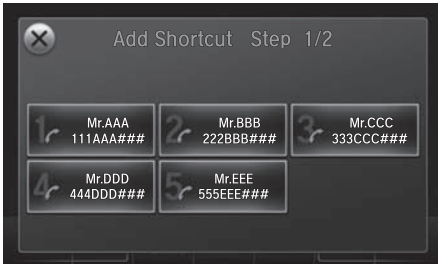 Add Shortcut Step 1/2
1 Mr.AAA
111AAA###
2 Mr.BBB
222BBB###
3 Mr.CCC
333CCC###
4 Mr.DDD
444DDD###
5 Mr.EEE
555EEE###